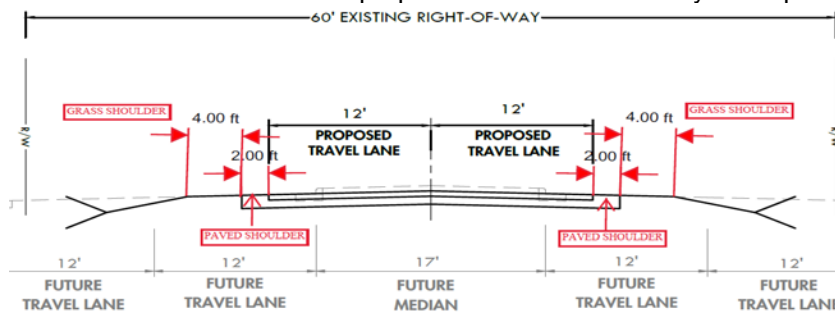 60' EXISTING RIGHT-OF-WAY
GRASS SHOULDER
GRASS SHOULDER
4.00 ft
12'
12'
4.00 ft
R/W
PROPOSED
TRAVEL LANE
PROPOSED
TRAVEL LANE
2.00 ft
2.00 ft
PAVED SHOULDER
PAVED SHOULDER
12'
12'
17'
12'
12'
FUTURE
TRAVEL LANE
FUTURE
TRAVEL LANE
FUTURE
MEDIAN
FUTURE
TRAVEL LANE
FUTURE
TRAVEL LANE